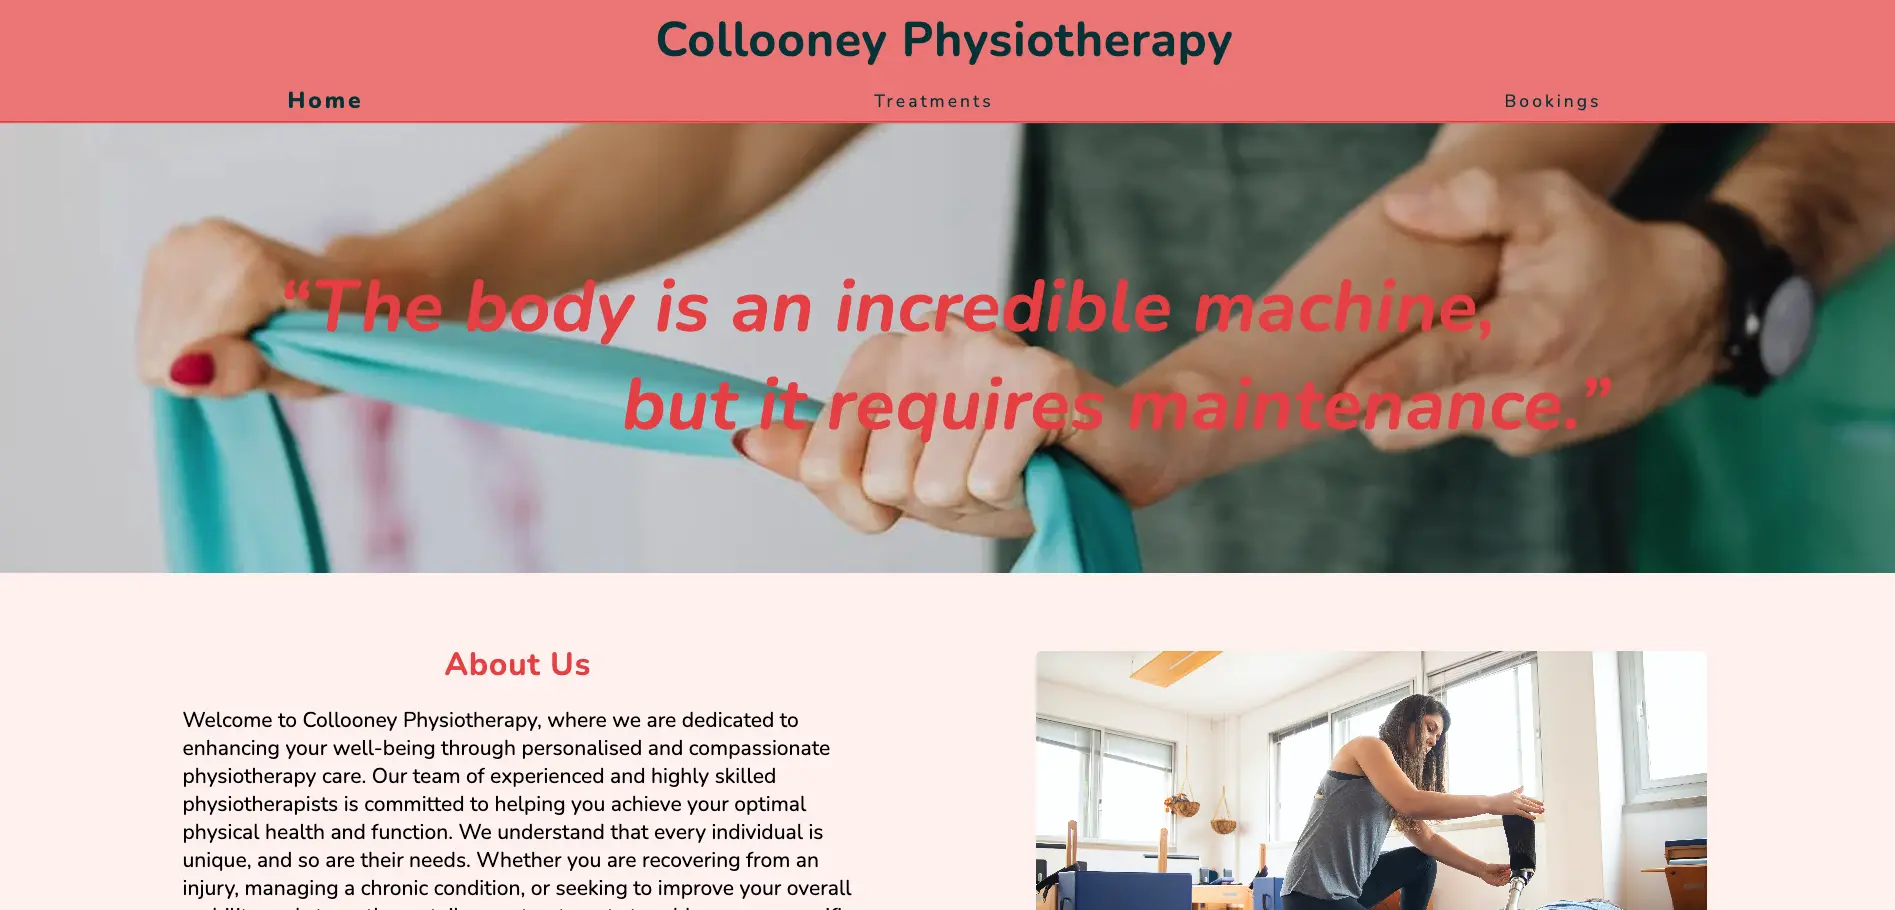 Collooney Physiotherapy
Home
Treatments
Bookings
“The body is an incredible machine,
but it requires maintenance.”
About Us
Welcome to Collooney Physiotherapy, where we are dedicated to
enhancing your well-being through personalised and compassionate
physiotherapy care. Our team of experienced and highly skilled
physiotherapists is committed to helping you achieve your optimal
physical health and function. We understand that every individual is
unique, and so are their needs. Whether you are recovering from an
injury, managing a chronic condition, or seeking to improve your overall